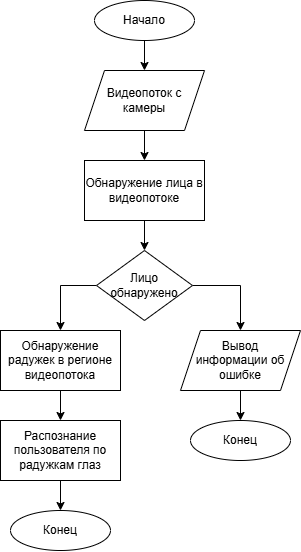 Начало
Видеопоток с
камеры
Обнаружение лица в
видеопотоке
Лицо
обнаружено
Обнаружение
радужек в регионе
видеопотока
Вывод
информации об
ошибке
Распознание
пользователя по
радужкам глаз
Конец
Конец